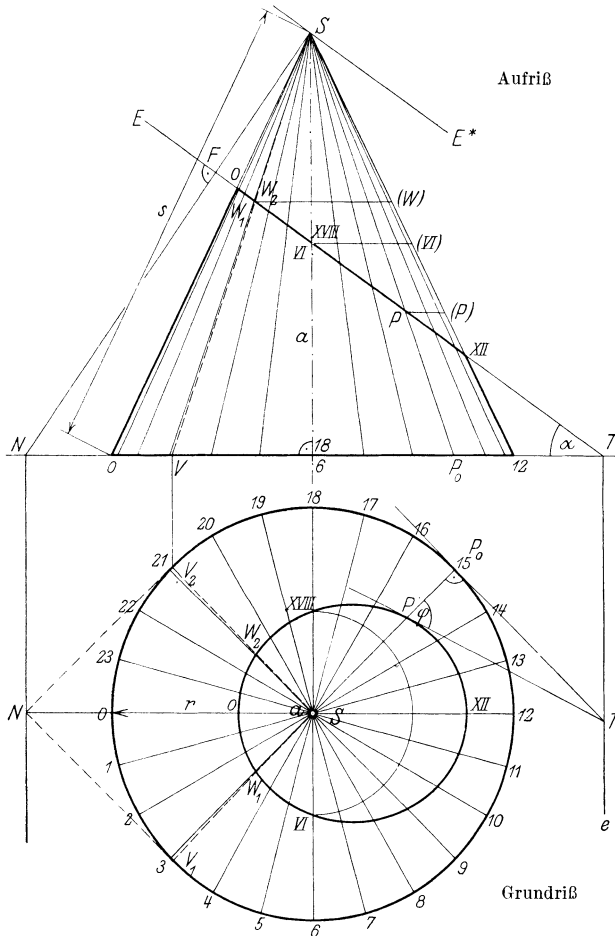 S
Aufriß
E
E*
F
O
s
W₂
W₁
(W)
XVIII
VI
(VI)
P
(P)
a
XII
N
α
T
0
V
18
6
P₀
12
18
19
17
20
16
21
V₂
15
P₀
22
XVIII
P
φ
14
W₂
23
13
N
0
r
O
a
S
XII
12
T
1
11
W₁
2
VI
10
e
3
V₁
9
4
8
5
7
6
Grundriß